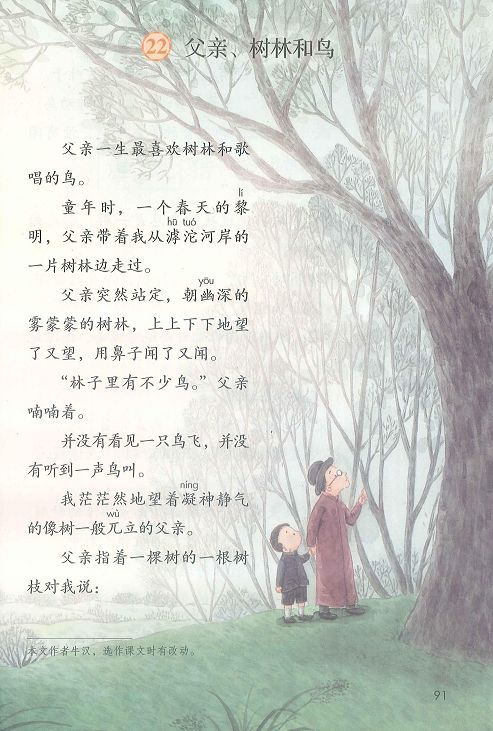 22 父亲、树林和鸟
父亲一生最喜欢树林和歌
唱的鸟。
lí
童年时，一个春天的黎
hū tuó
明，父亲带着我从滹沱河岸的
一片树林边走过。
yōu
父亲突然站定，朝幽深的
雾蒙蒙的树林，上上下下地望
了又望，用鼻子闻了又闻。
“林子里有不少鸟。”父亲
喃喃着。
并没有看见一只鸟飞，并没
有听到一声鸟叫。
níng
我茫茫然地望着凝神静气
wù
的像树一般兀立的父亲。
父亲指着一棵树的一根树
枝对我说：
本文作者牛汉，选作课文时有改动。
91